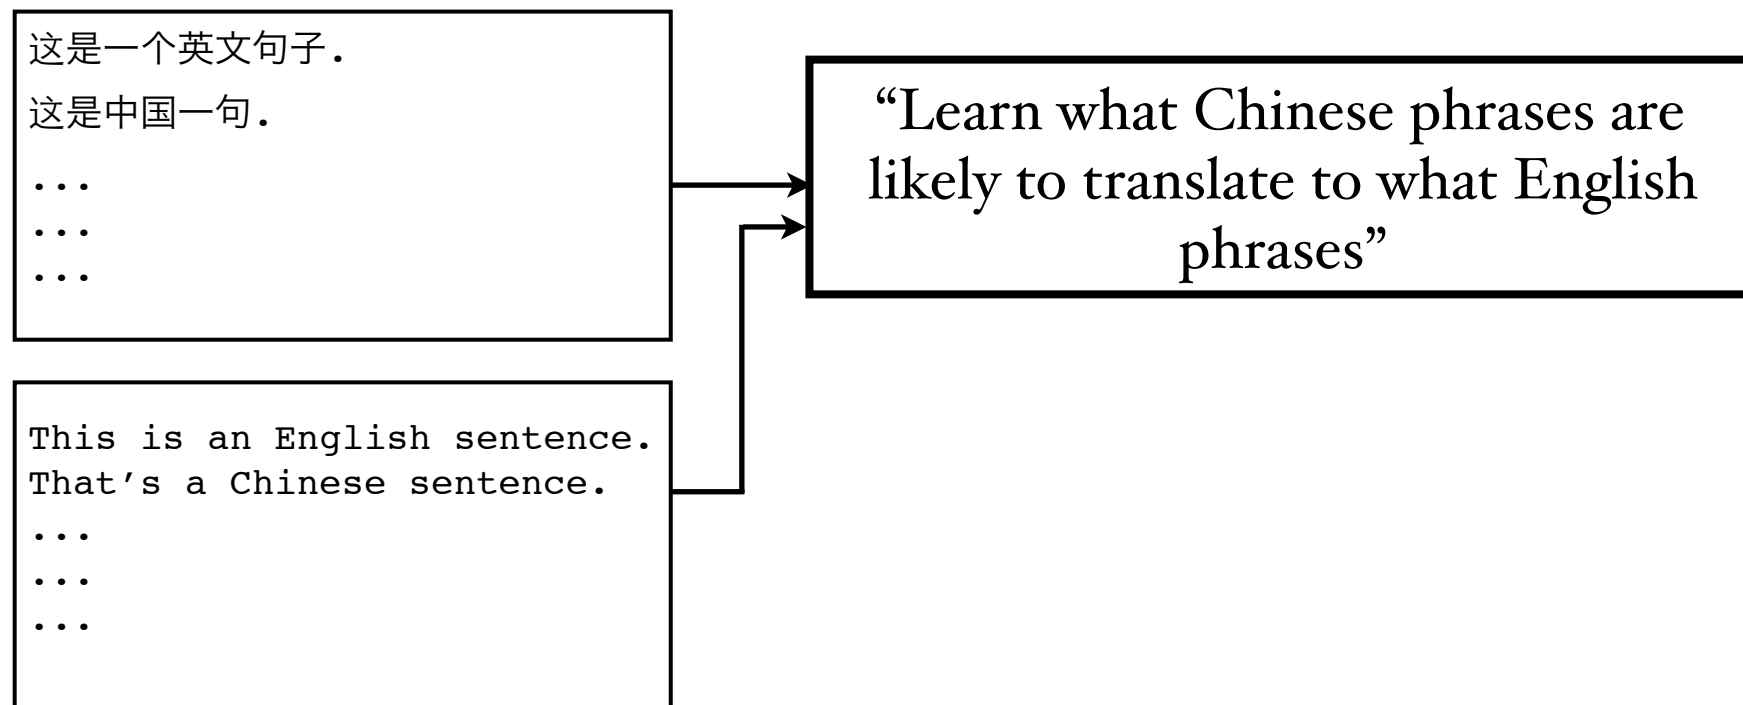 这是一个英文句子.
这是中国一句.
...
...
...
“Learn what Chinese phrases are
likely to translate to what English
phrases”
This is an English sentence.
That’s a Chinese sentence.
...
...
...